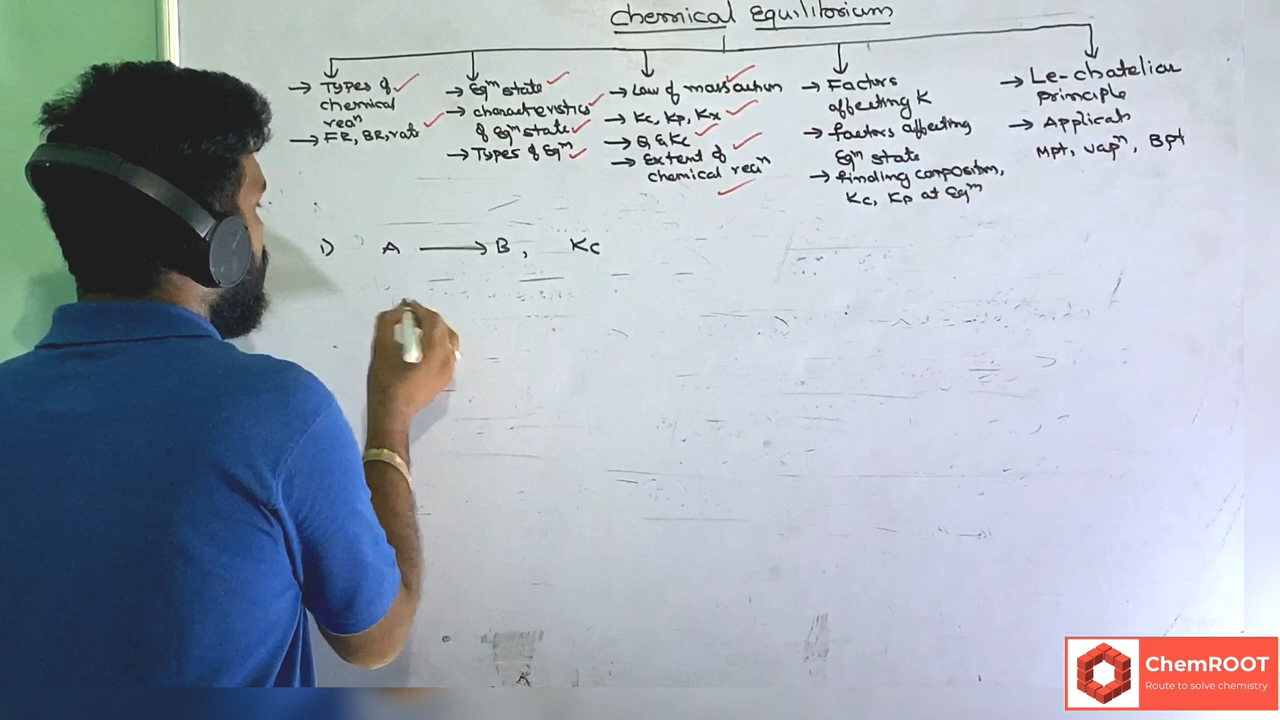 Chemical Equilibrium
→ Types of
chemical
reaⁿ
→ FR, BR, rate
→ Eqᵐ state
→ characteristics
of Eqᵐ state
→ Types of Eqᵐ
→ Law of mass action
→ Kc, Kp, Kx
→ Q & Kc
→ Extent of
chemical reaⁿ
→ Factors
affecting K
→ factors affecting
Eqᵐ state
→ finding composition,
Kc, Kp at Eqᵐ
→ Le-chatelier
principle
→ Applicatⁿ
Mpt, vapⁿ, Bpt
1) A ⟶ B, Kc
ChemROOT
Route to solve chemistry